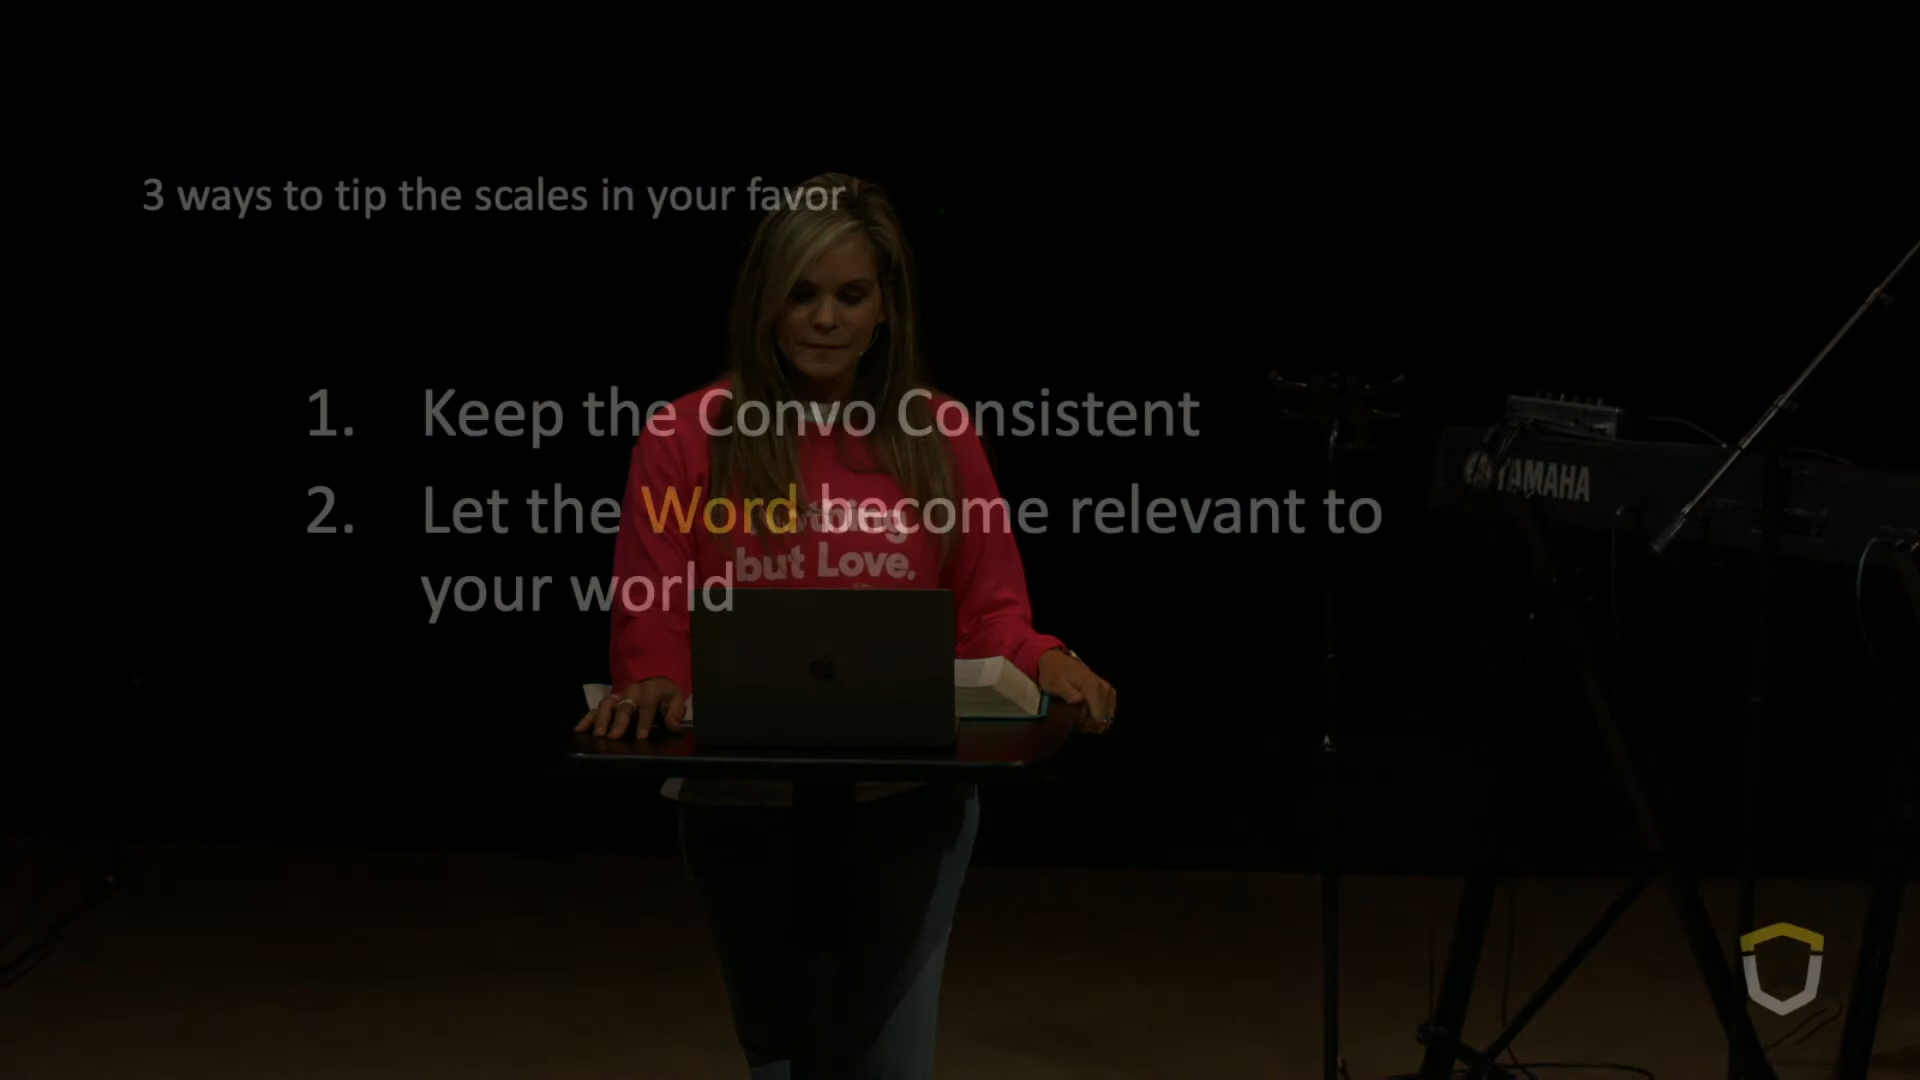 3 ways to tip the scales in your favor
1. Keep the Convo Consistent
2. Let the Word become relevant to
your world
but Love.
YAMAHA